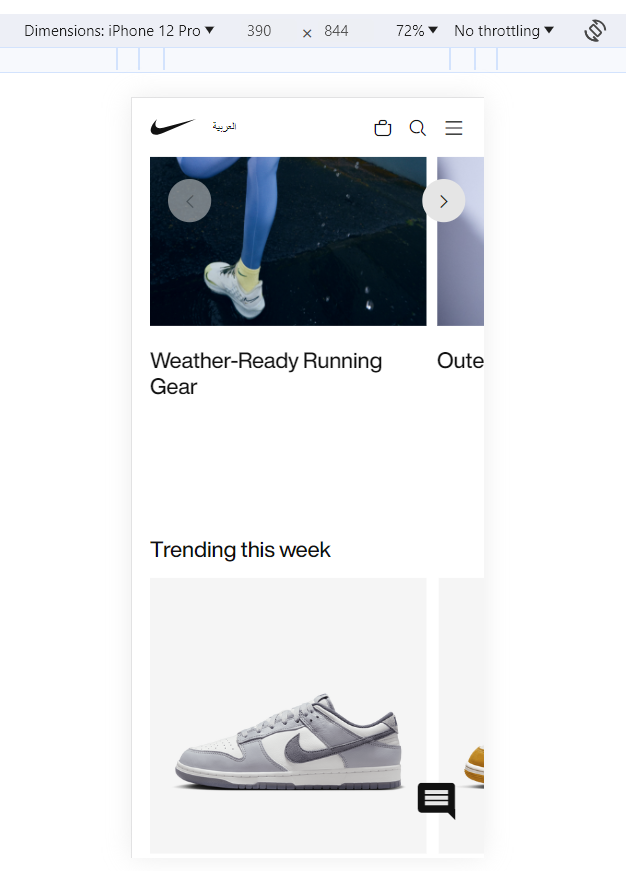 Dimensions: iPhone 12 Pro 390 × 844 72% No throttling
العربية
Weather-Ready Running
Gear
Oute
Trending this week